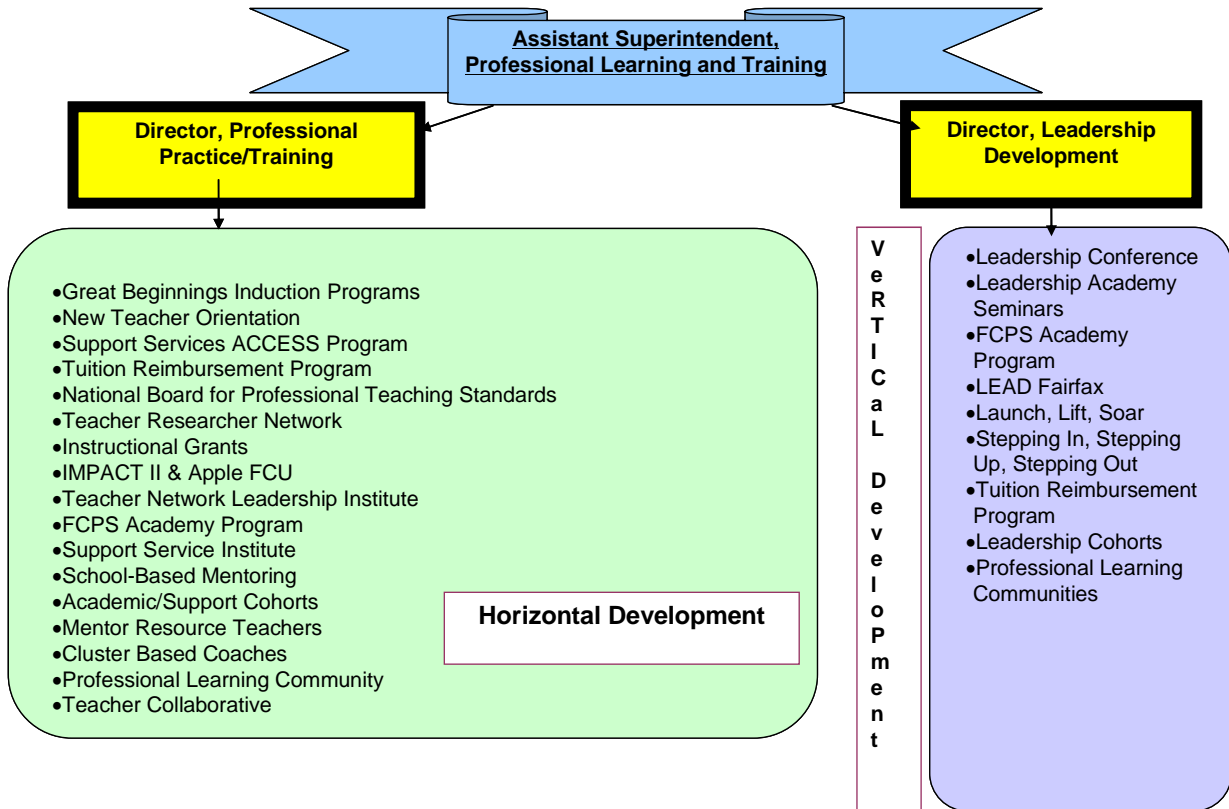 Assistant Superintendent,
Professional Learning and Training
Director, Professional
Practice/Training
Director, Leadership
Development
•Great Beginnings Induction Programs
•New Teacher Orientation
•Support Services ACCESS Program
•Tuition Reimbursement Program
•National Board for Professional Teaching Standards
•Teacher Researcher Network
•Instructional Grants
•IMPACT II & Apple FCU
•Teacher Network Leadership Institute
•FCPS Academy Program
•Support Service Institute
•School-Based Mentoring
•Academic/Support Cohorts
•Mentor Resource Teachers
•Cluster Based Coaches
•Professional Learning Community
•Teacher Collaborative
Horizontal Development
V
e
R
T
I
C
a
L
D
e
v
e
l
o
P
m
e
n
t
•Leadership Conference
•Leadership Academy
Seminars
•FCPS Academy
Program
•LEAD Fairfax
•Launch, Lift, Soar
•Stepping In, Stepping
Up, Stepping Out
•Tuition Reimbursement
Program
•Leadership Cohorts
•Professional Learning
Communities